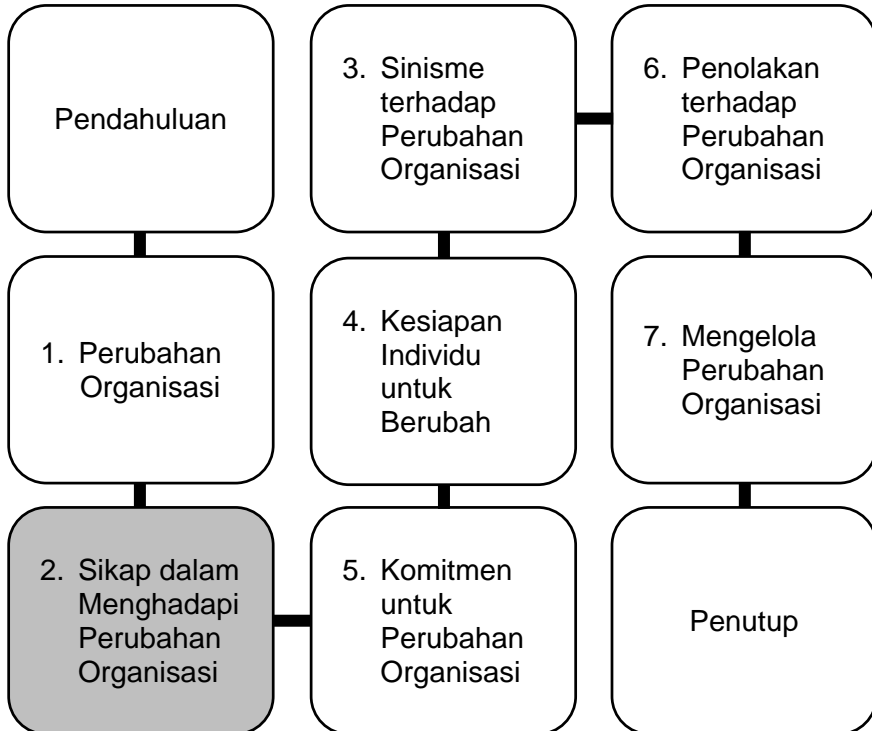 Pendahuluan
1. Perubahan
Organisasi
2. Sikap dalam
Menghadapi
Perubahan
Organisasi
3. Sinisme
terhadap
Perubahan
Organisasi
4. Kesiapan
Individu
untuk
Berubah
5. Komitmen
untuk
Perubahan
Organisasi
6. Penolakan
terhadap
Perubahan
Organisasi
7. Mengelola
Perubahan
Organisasi
Penutup